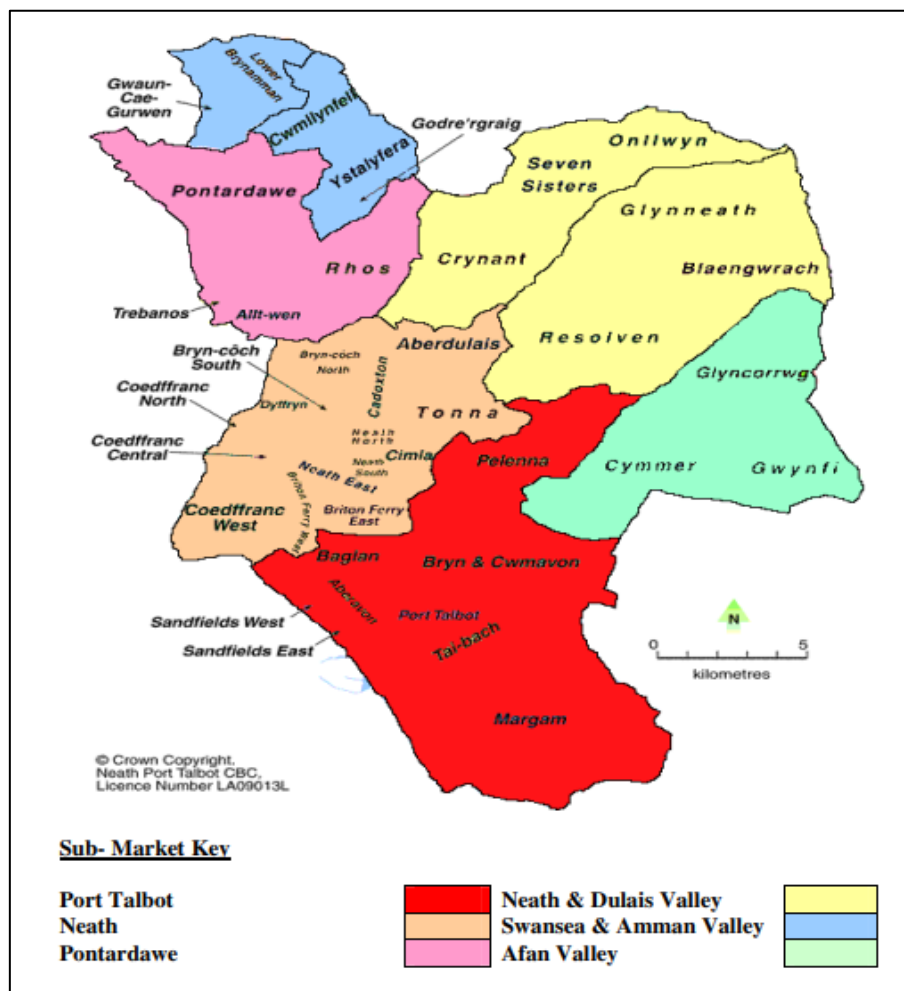 Lower
Brynamman
Gwaun-
Cae-
Gurwen
Cwmllynfell
Godre'rgraig
Ystalyfera
Onllwyn
Seven
Sisters
Pontardawe
Glynneath
Rhos
Crynant
Blaengwrach
Trebanos
Allt-wen
Resolven
Aberdulais
Bryn-côch
South
Bryn-côch
North
Cadoxton
Glyncorrwg
Coedffranc
North
Dyffryn
Tonna
Coedffranc
Central
Neath
North
Cimla
Neath
South
Pelenna
Cymmer
Gwynfi
Neath East
Coedffranc
West
Briton Ferry West
Briton Ferry
East
Baglan
Bryn & Cwmavon
Aberavon
Sandfields West
Port Talbot
Sandfields East
Tai-bach
N
0 5
kilometres
Margam
© Crown Copyright.
Neath Port Talbot CBC,
Licence Number LA09013L
Sub- Market Key
Port Talbot Neath & Dulais Valley
Neath Swansea & Amman Valley
Pontardawe Afan Valley